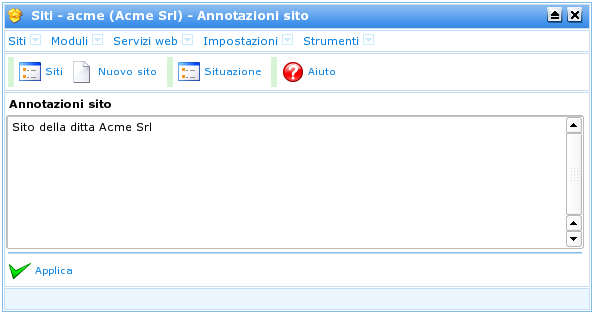 Siti - acme (Acme Srl) - Annotazioni sito
Siti Moduli Servizi web Impostazioni Strumenti
Siti Nuovo sito Situazione Aiuto
Annotazioni sito
Sito della ditta Acme Srl
Applica